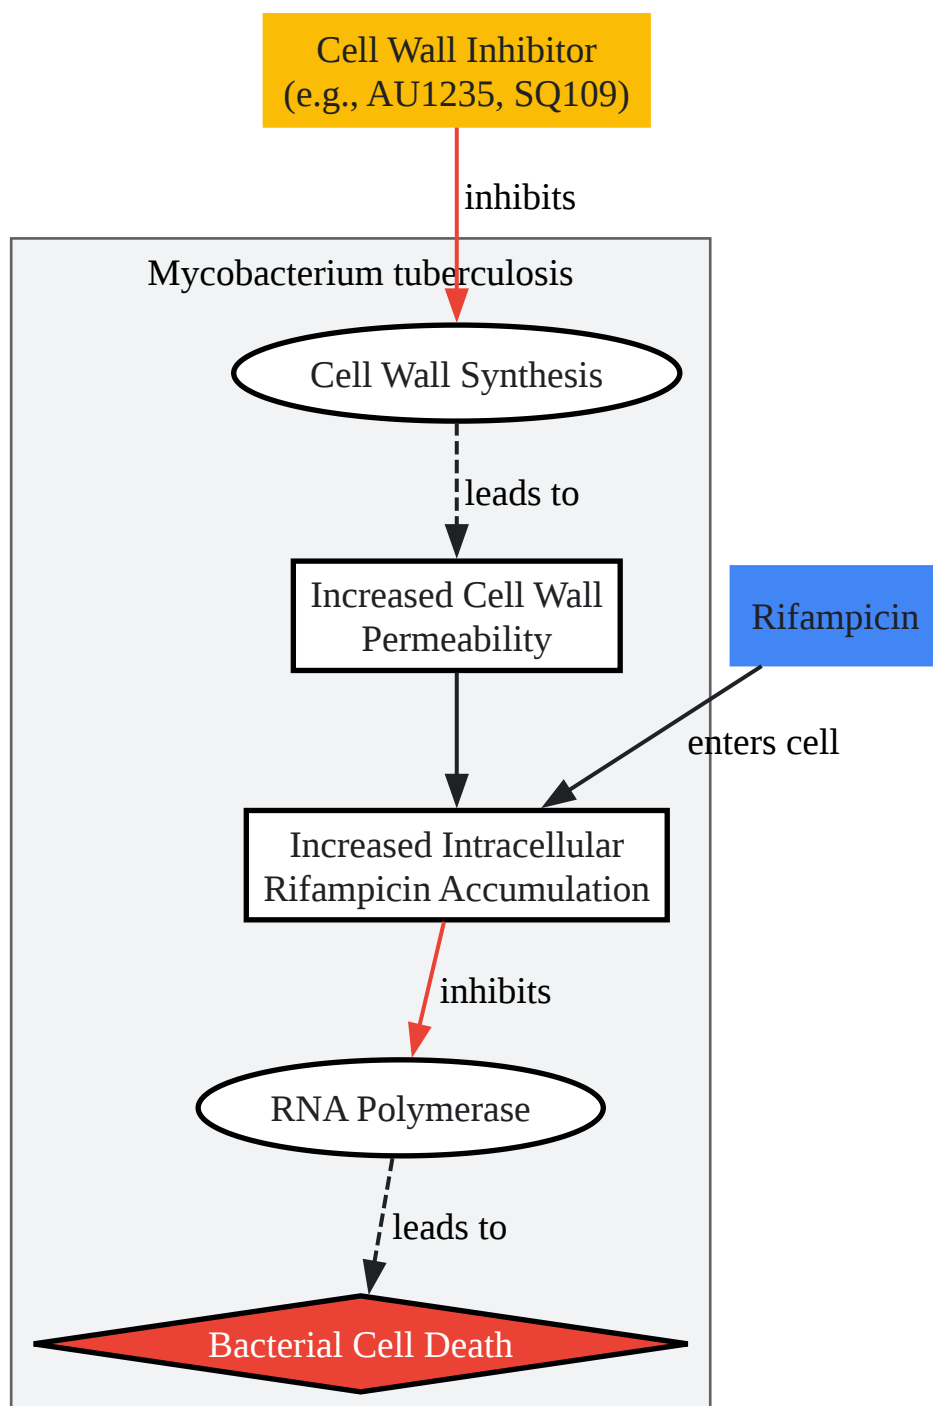 Cell Wall Inhibitor
(e.g., AU1235, SQ109)
inhibits
Mycobacterium tuberculosis
Cell Wall Synthesis
leads to
Increased Cell Wall
Permeability
Rifampicin
enters cell
Increased Intracellular
Rifampicin Accumulation
inhibits
RNA Polymerase
leads to
Bacterial Cell Death